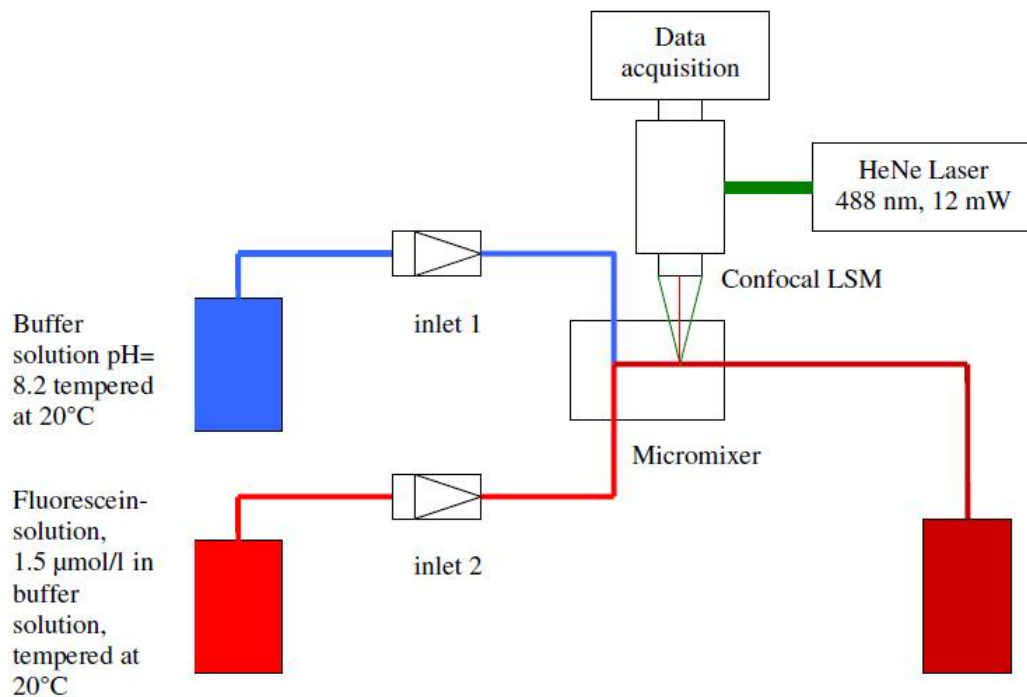 Data
acquisition
HeNe Laser
488 nm, 12 mW
Confocal LSM
inlet 1
Buffer
solution pH=
8.2 tempered
at 20°C
Micromixer
Fluorescein-
solution,
1.5 µmol/l in
buffer
solution,
tempered at
20°C
inlet 2